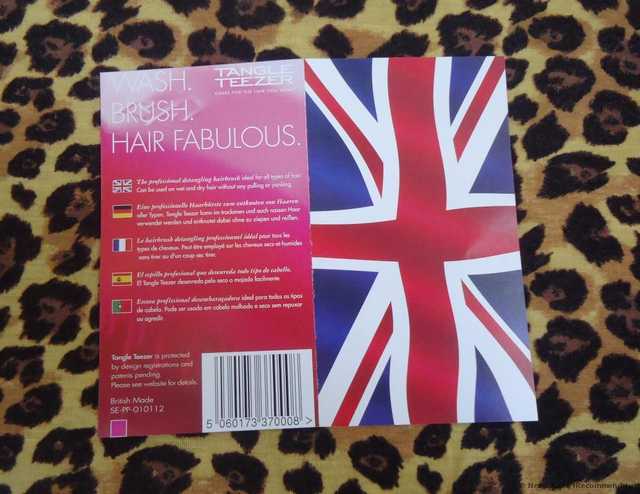 WASH.
BRUSH.
HAIR FABULOUS.
TANGLE
TEEZER
The professional detangling hairbrush ideal for all types of hair.
Can be used on wet and dry hair without any pulling or yanking.
Eine professionelle Haarbürste zum entknoten von Haaren
aller Typen. Tangle Teezer kann im trockenen und auch nassen Haar
verwendet werden und entknotet dabei ohne zu ziepen und reißen.
Le hairbrush detangling professionnel idéal pour tous les
types de cheveux. Peut être employé sur les cheveux secs et humides
sans tirer ou d'un coup sec tirer.
El cepillo profesional que desenreda todo tipo de cabello.
El Tangle Teezer desenreda pelo seco o mojado facilmente
Escova profissional desembaraçadora ideal para todos os tipos
de cabelo. Pode ser usado em cabelo molhado e seco sem repuxar
ou agredir.
Tangle Teezer is protected
by design registrations and
patents pending.
Please see website for details.
British Made
SE-PP-010112
5 060173 370008 >